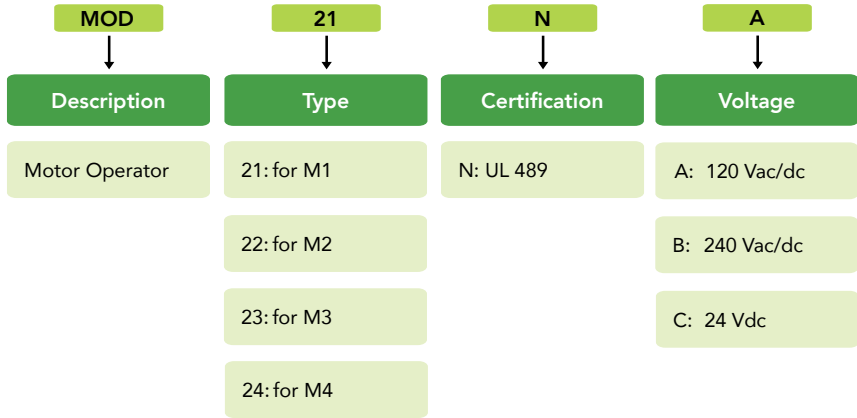 MOD 21 N A
Description Type Certification Voltage
Motor Operator 21: for M1 N: UL 489 A: 120 Vac/dc
22: for M2 B: 240 Vac/dc
23: for M3 C: 24 Vdc
24: for M4